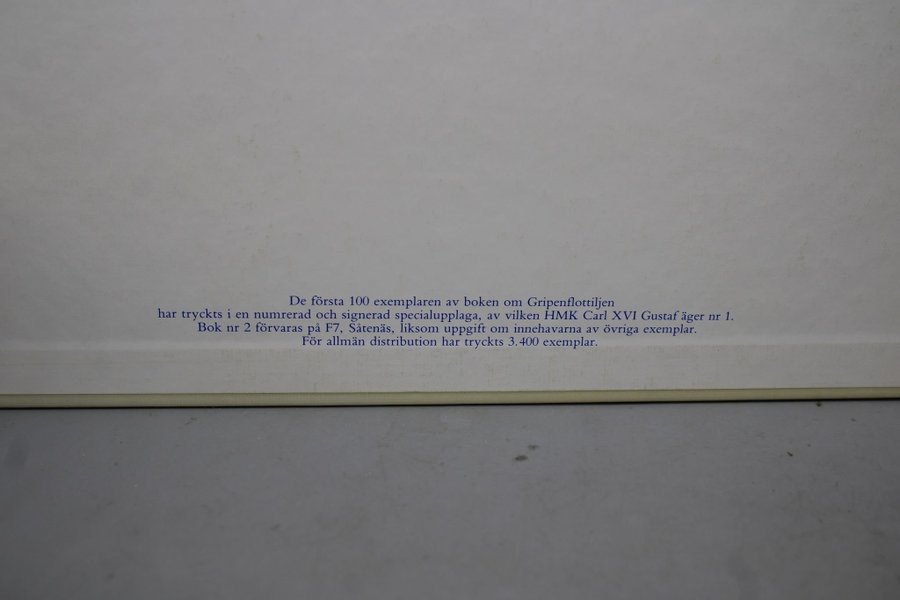 De första 100 exemplaren av boken om Gripenflottiljen
har tryckts i en numrerad och signerad specialupplaga, av vilken HMK Carl XVI Gustaf äger nr 1.
Bok nr 2 förvaras på F7, Såtenäs, liksom uppgift om innehavarna av övriga exemplar.
För allmän distribution har tryckts 3.400 exemplar.